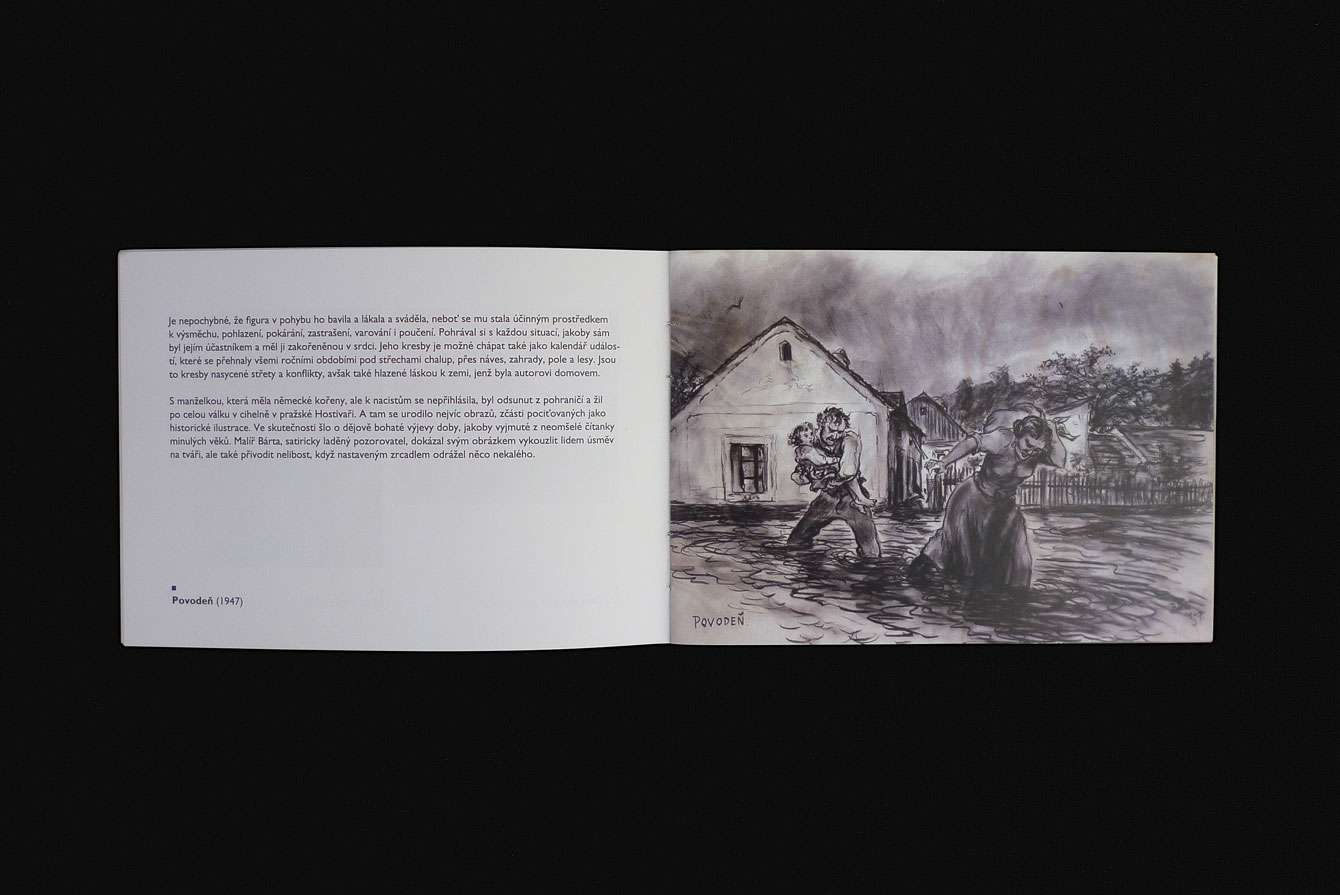 Je nepochybné, že figura v pohybu ho bavila a lákala a sváděla, neboť se mu stala účinným prostředkem
k výsměchu, pohlazení, pokárání, zastrašení, varování i poučení. Pohrával si s každou situací, jakoby sám
byl jejím účastníkem a měl ji zakořeněnou v srdci. Jeho kresby je možné chápat také jako kalendář událos-
tí, které se přehnaly všemi ročními obdobími pod střechami chalup, přes náves, zahrady, pole a lesy. Jsou
to kresby nasycené střety a konflikty, avšak také hlazené láskou k zemi, jenž byla autorovi domovem.
S manželkou, která měla německé kořeny, ale k nacistům se nepřihlásila, byl odsunut z pohraničí a žil
po celou válku v cihelně v pražské Hostivaři. A tam se urodilo nejvíc obrazů, zčásti pociťovaných jako
historické ilustrace. Ve skutečnosti šlo o dějově bohaté výjevy doby, jakoby vyjmuté z neomšelé čítanky
minulých věků. Malíř Bárta, satiricky laděný pozorovatel, dokázal svým obrázkem vykouzlit lidem úsměv
na tváři, ale také přivodit nelibost, když nastaveným zrcadlem odrážel něco nekalého.
Povodeň (1947)
POVODEŇ